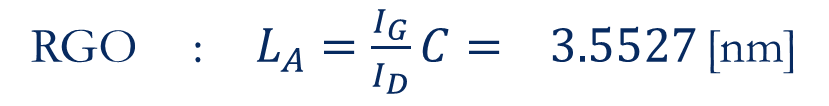 RGO : L_A = I_G/I_D C = 3.5527 [nm]